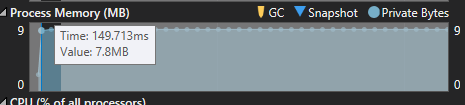 Process Memory (MB)
GC
Snapshot
Private Bytes
9
9
Time: 149.713ms
Value: 7.8MB
0
0
CPU (% of all processors)